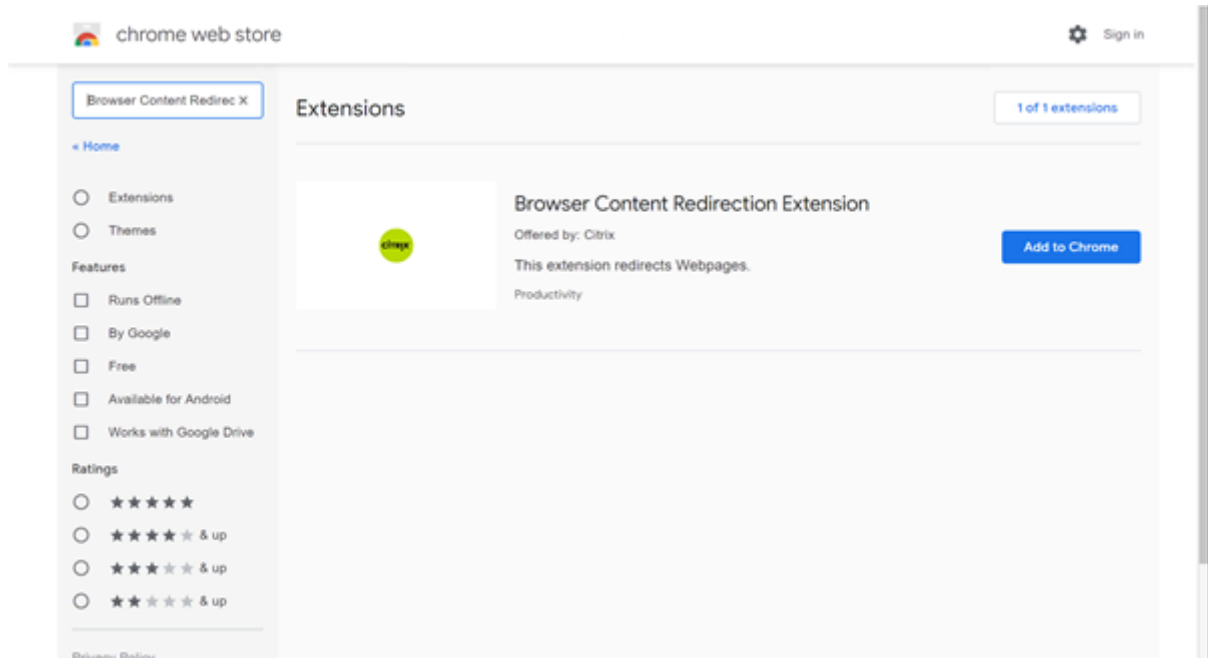 chrome web store
Sign in
Browser Content Redirec ×
« Home
Extensions
Themes
Features
Runs Offline
By Google
Free
Available for Android
Works with Google Drive
Ratings
& up
& up
& up
Privacy Policy
Extensions
1 of 1 extensions
citrix
Browser Content Redirection Extension
Offered by: Citrix
This extension redirects Webpages.
Productivity
Add to Chrome